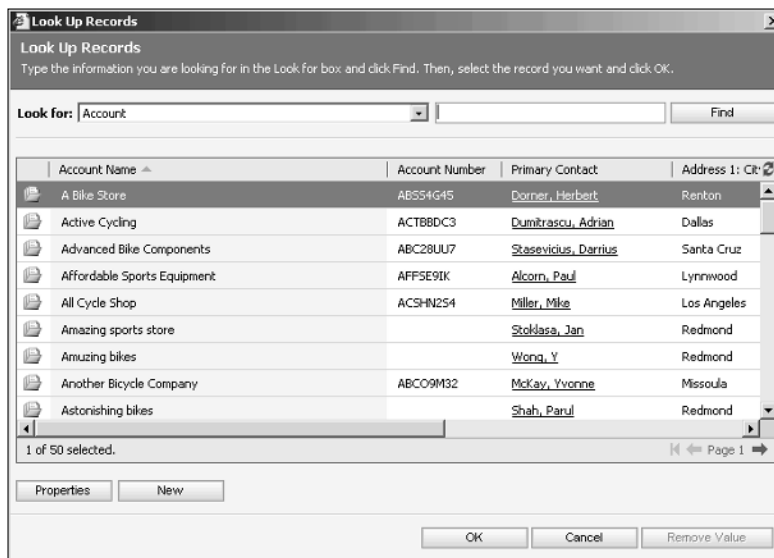 Look Up Records
Look Up Records
Type the information you are looking for in the Look for box and click Find. Then, select the record you want and click OK.
Look for: Account Find
Account Name Account Number Primary Contact Address 1: Cit
A Bike Store ABSS4G45 Dorner, Herbert Renton
Active Cycling ACTBBDC3 Dumitrascu, Adrian Dallas
Advanced Bike Components ABC28UU7 Stasevicius, Darrius Santa Cruz
Affordable Sports Equipment AFFSE9IK Alcorn, Paul Lynnwood
All Cycle Shop ACSHN2S4 Miller, Mike Los Angeles
Amazing sports store Stoklasa, Jan Redmond
Amuzing bikes Wong, Y Redmond
Another Bicycle Company ABCO9M32 McKay, Yvonne Missoula
Astonishing bikes Shah, Parul Redmond
1 of 50 selected. Page 1
Properties New
OK Cancel Remove Value